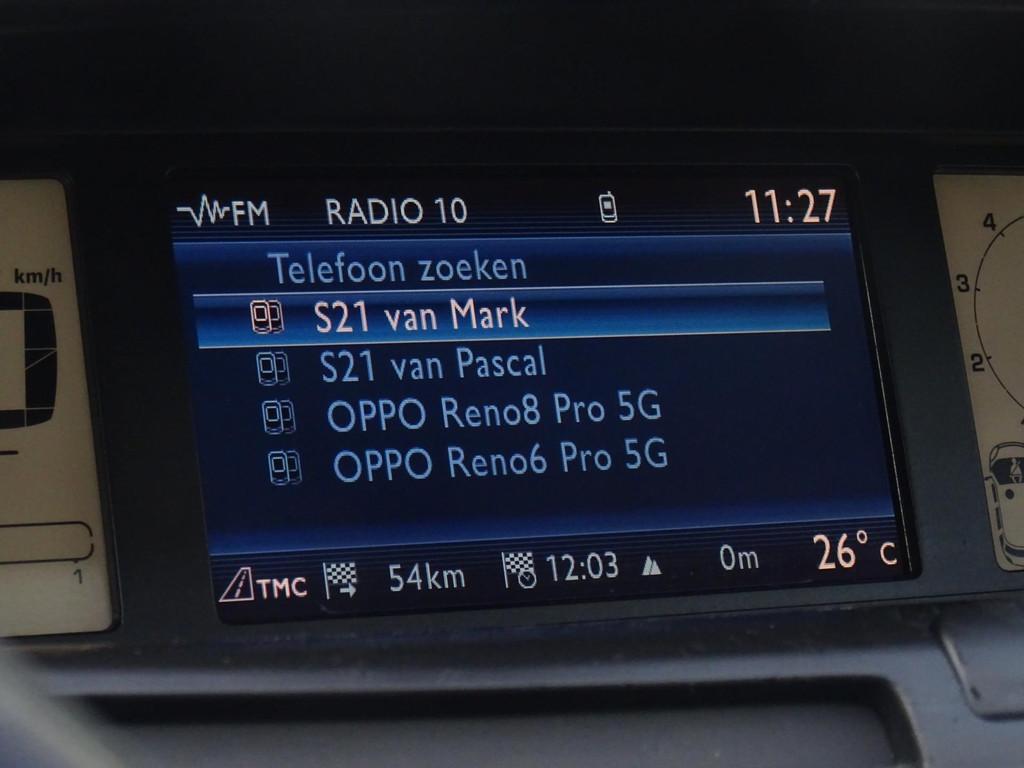 FM RADIO 10 11:27
km/h
Telefoon zoeken
S21 van Mark
S21 van Pascal
OPPO Reno8 Pro 5G
OPPO Reno6 Pro 5G
TMC 54km 12:03 0m 26° C
1
4
3
2